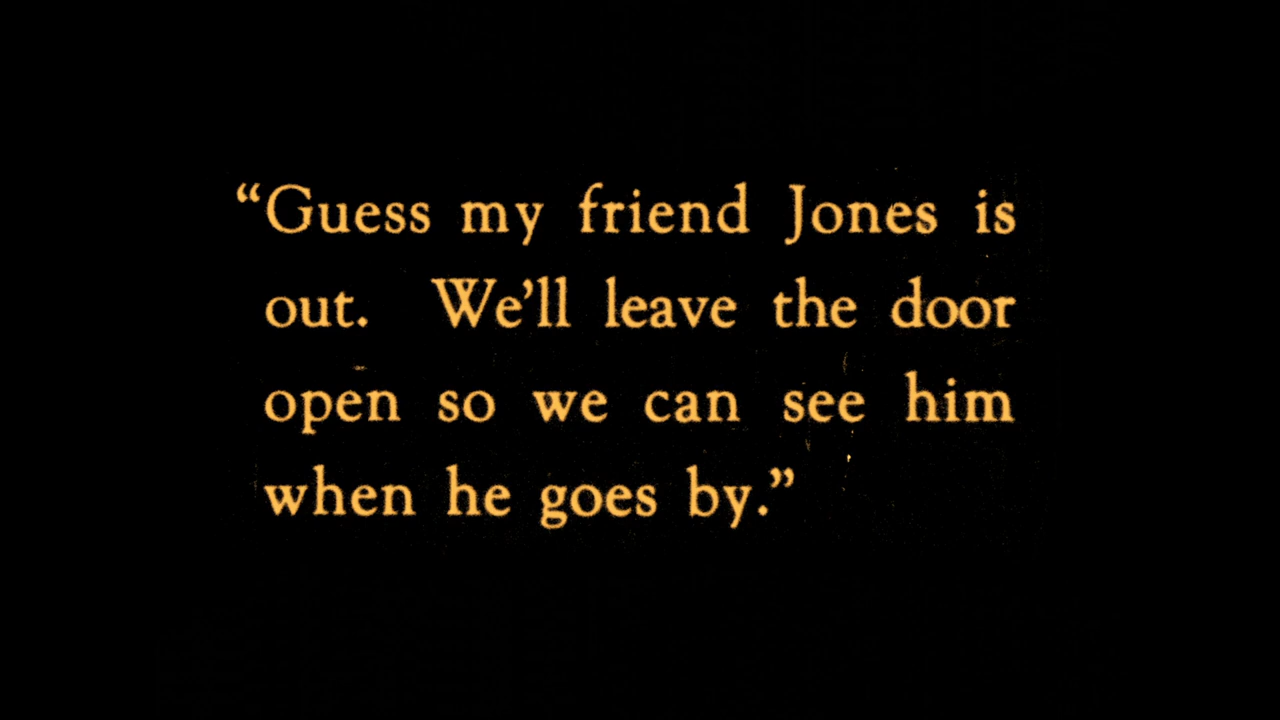 “Guess my friend Jones is
out. We’ll leave the door
open so we can see him
when he goes by.”